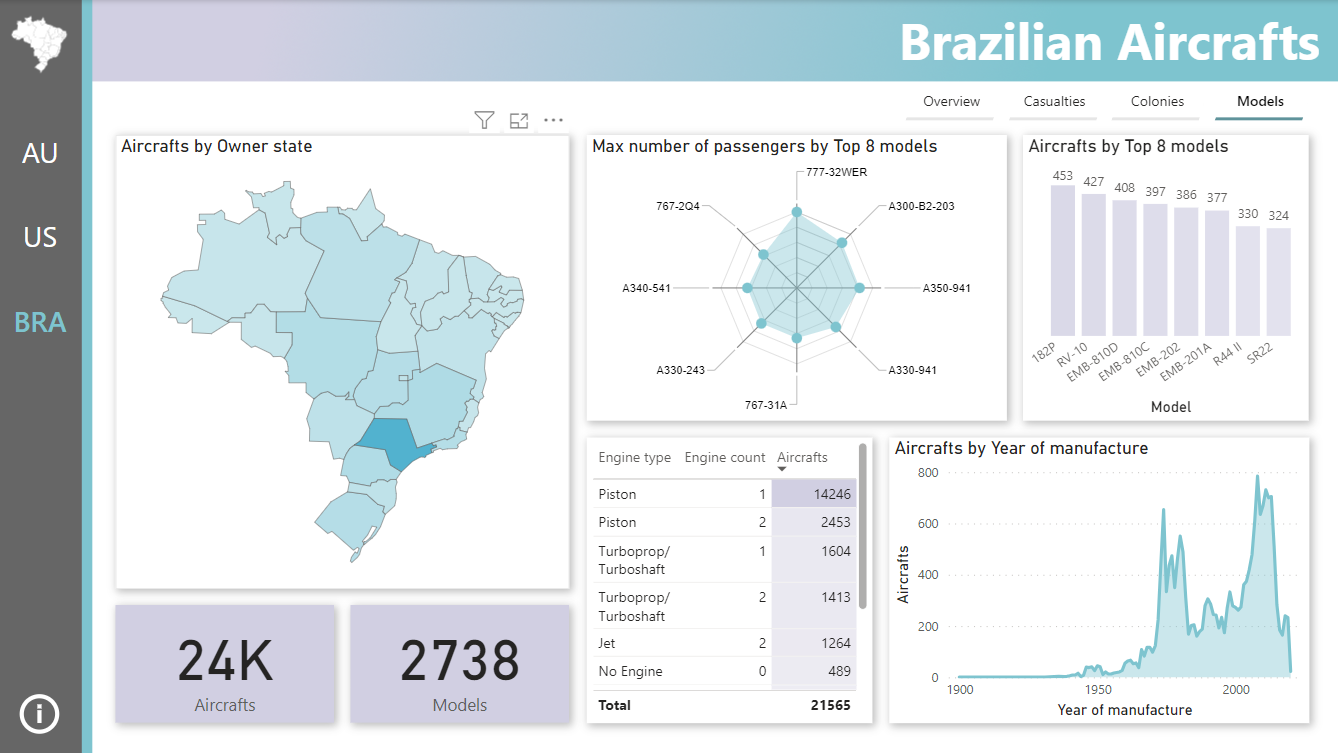 Brazilian Aircrafts
AU
US
BRA
Overview
Casualties
Colonies
Models
Aircrafts by Owner state
24K
Aircrafts
2738
Models
Max number of passengers by Top 8 models
777-32WER
767-2Q4
A300-B2-203
A340-541
A350-941
A330-243
A330-941
767-31A
Aircrafts by Top 8 models
453
427
408
397
386
377
330
324
182P
RV-10
EMB-810D
EMB-810C
EMB-202
EMB-201A
R44 II
SR22
Model
Engine type Engine count Aircrafts
Piston 1 14246
Piston 2 2453
Turboprop/ 1 1604
Turboshaft
Turboprop/ 2 1413
Turboshaft
Jet 2 1264
No Engine 0 489
Total 21565
Aircrafts by Year of manufacture
800
600
400
200
0
Aircrafts
1900 1950 2000
Year of manufacture